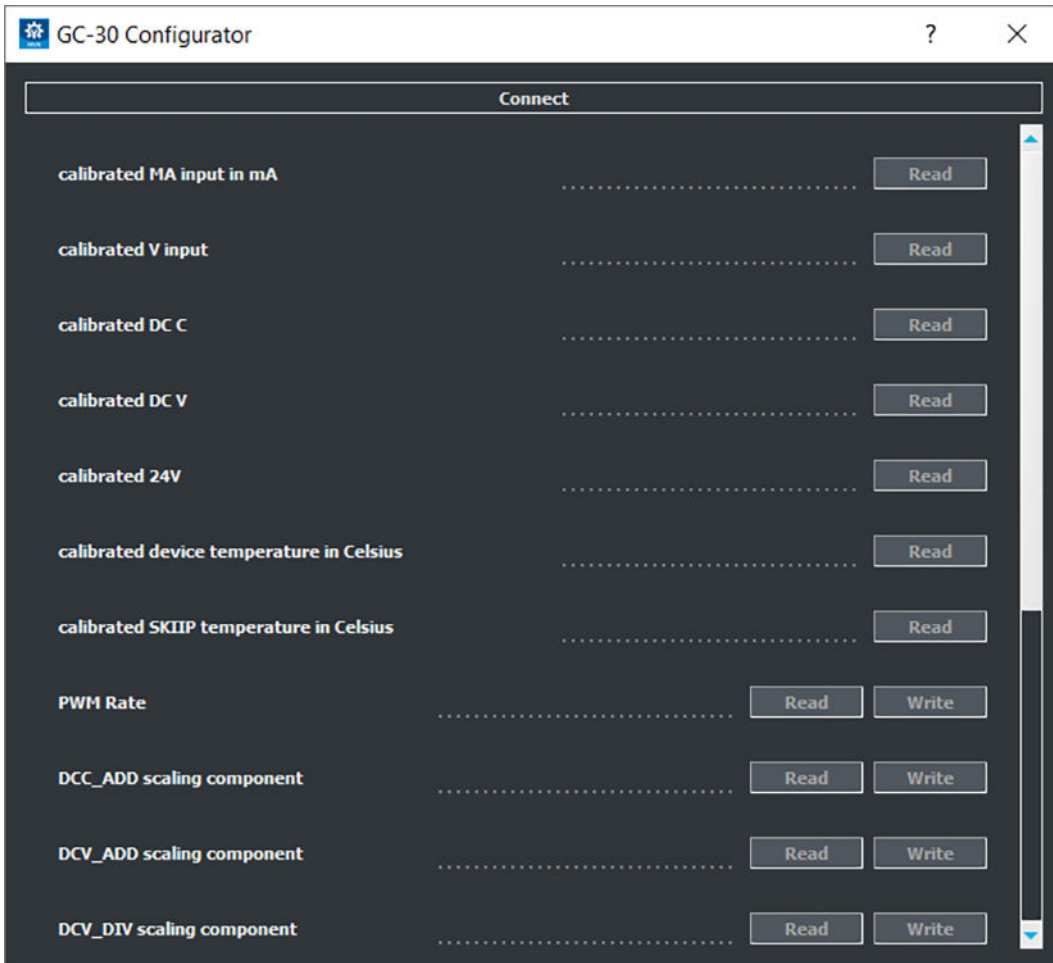 GC-30 Configurator
?
Connect
calibrated MA input in mA Read
calibrated V input Read
calibrated DC C Read
calibrated DC V Read
calibrated 24V Read
calibrated device temperature in Celsius Read
calibrated SKIIP temperature in Celsius Read
PWM Rate Read Write
DCC_ADD scaling component Read Write
DCV_ADD scaling component Read Write
DCV_DIV scaling component Read Write